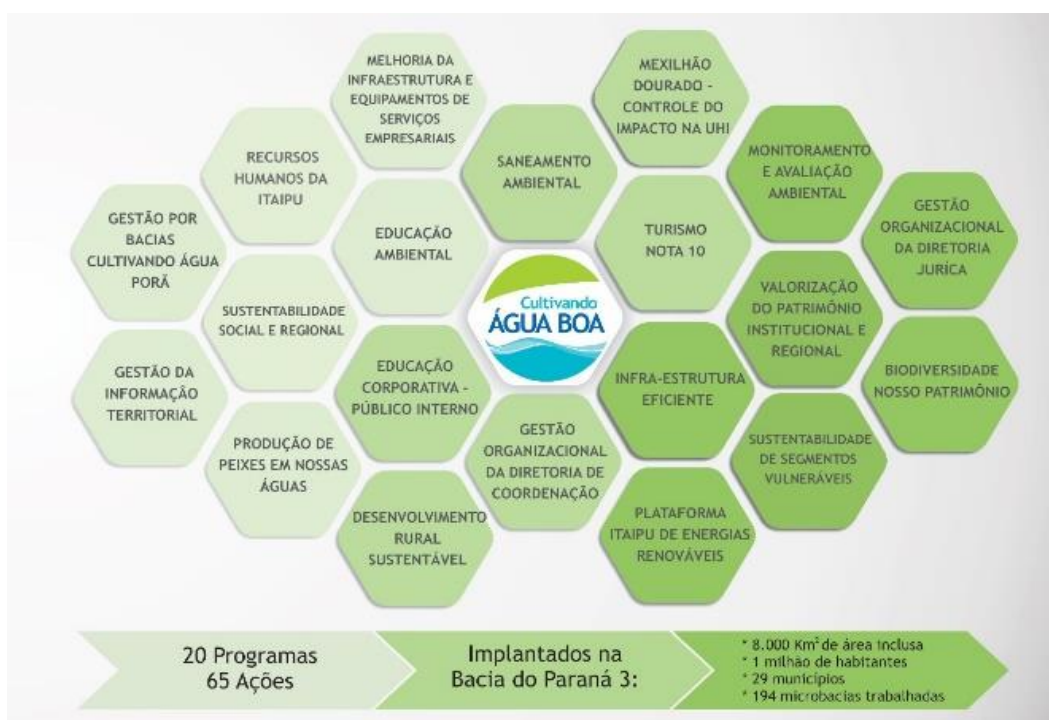 MELHORIA DA
INFRAESTRUTURA E
EQUIPAMENTOS DE
SERVIÇOS
EMPRESARIAIS
MEXILHÃO
DOURADO -
CONTROLE DO
IMPACTO NA UHI
RECURSOS
HUMANOS DA
ITAIPU
SANEAMENTO
AMBIENTAL
MONITORAMENTO
E AVALIAÇÃO
AMBIENTAL
GESTÃO POR
BACIAS
CULTIVANDO ÁGUA
PORÃ
EDUCAÇÃO
AMBIENTAL
TURISMO
NOTA 10
GESTÃO
ORGANIZACIONAL
DA DIRETORIA
JURÍCA
SUSTENTABILIDADE
SOCIAL E REGIONAL
Cultivando
ÁGUA BOA
VALORIZAÇÃO
DO PATRIMÔNIO
INSTITUCIONAL E
REGIONAL
GESTÃO DA
INFORMAÇÃO
TERRITORIAL
EDUCAÇÃO
CORPORATIVA -
PÚBLICO INTERNO
INFRA-ESTRUTURA
EFICIENTE
BIODIVERSIDADE
NOSSO PATRIMÔNIO
PRODUÇÃO DE
PEIXES EM NOSSAS
ÁGUAS
GESTÃO
ORGANIZACIONAL
DA DIRETORIA DE
COORDENAÇÃO
SUSTENTABILIDADE
DE SEGMENTOS
VULNERÁVEIS
DESENVOLVIMENTO
RURAL
SUSTENTÁVEL
PLATAFORMA
ITAIPU DE ENERGIAS
RENOVÁVEIS
20 Programas
65 Ações
Implantados na
Bacia do Paraná 3:
* 8.000 Km² de área inclusa
* 1 milhão de habitantes
* 29 municípios
* 194 microbacias trabalhadas